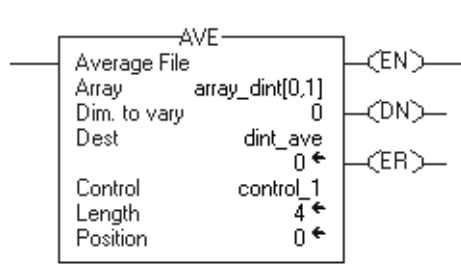 AVE
Average File
Array array_dint[0,1]
Dim. to vary 0
Dest dint_ave
0
Control control_1
Length 4
Position 0
EN
DN
ER